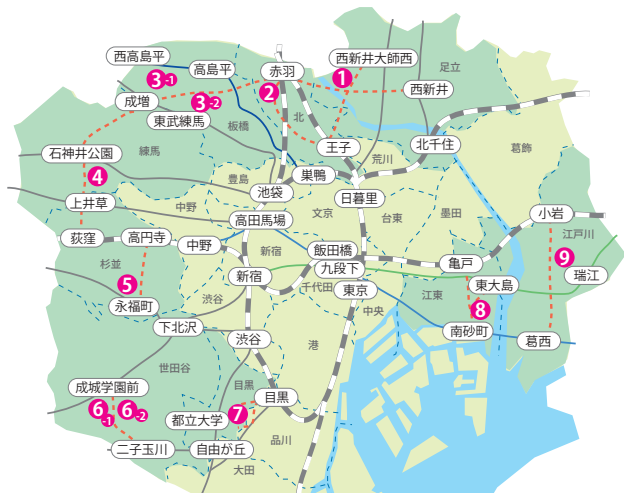 西高島平
西新井大師西
高島平
赤羽
足立
3-1
1
西新井
成増
3-2
2
東武練馬
板橋
北
北千住
王子
葛飾
石神井公園
練馬
荒川
4
巣鴨
豊島
池袋
日暮里
上井草
中野
文京
台東
墨田
小岩
高田馬場
荻窪
高円寺
中野
新宿
飯田橋
江戸川
杉並
九段下
亀戸
9
新宿
瑞江
5
千代田
東京
東大島
永福町
渋谷
江東
中央
8
下北沢
南砂町
渋谷
港
葛西
世田谷
成城学園前
目黒
目黒
6-1
6-2
都立大学
7
品川
二子玉川
自由が丘
大田